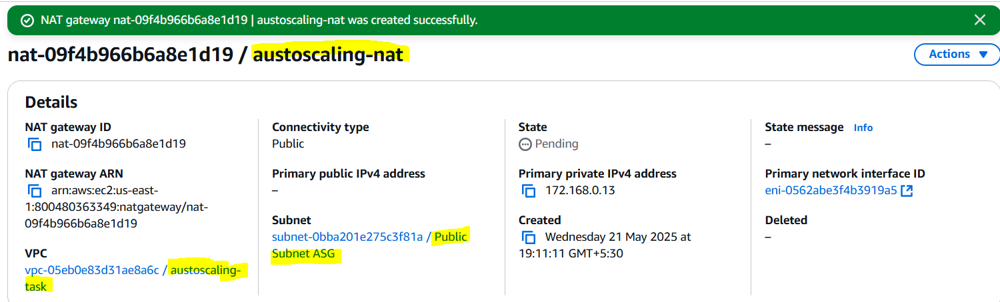 NAT gateway nat-09f4b966b6a8e1d19 | austoscaling-nat was created successfully.
nat-09f4b966b6a8e1d19 / austoscaling-nat
Actions
Details
NAT gateway ID
nat-09f4b966b6a8e1d19
NAT gateway ARN
arn:aws:ec2:us-east-
1:800480363349:natgateway/nat-
09f4b966b6a8e1d19
VPC
vpc-05eb0e83d31ae8a6c / austoscaling-
task
Connectivity type
Public
Primary public IPv4 address
–
Subnet
subnet-0bba201e275c3f81a / Public
Subnet ASG
State
Pending
Primary private IPv4 address
172.168.0.13
Created
Wednesday 21 May 2025 at
19:11:11 GMT+5:30
State message Info
–
Primary network interface ID
eni-0562abe3f4b3919a5
Deleted
–